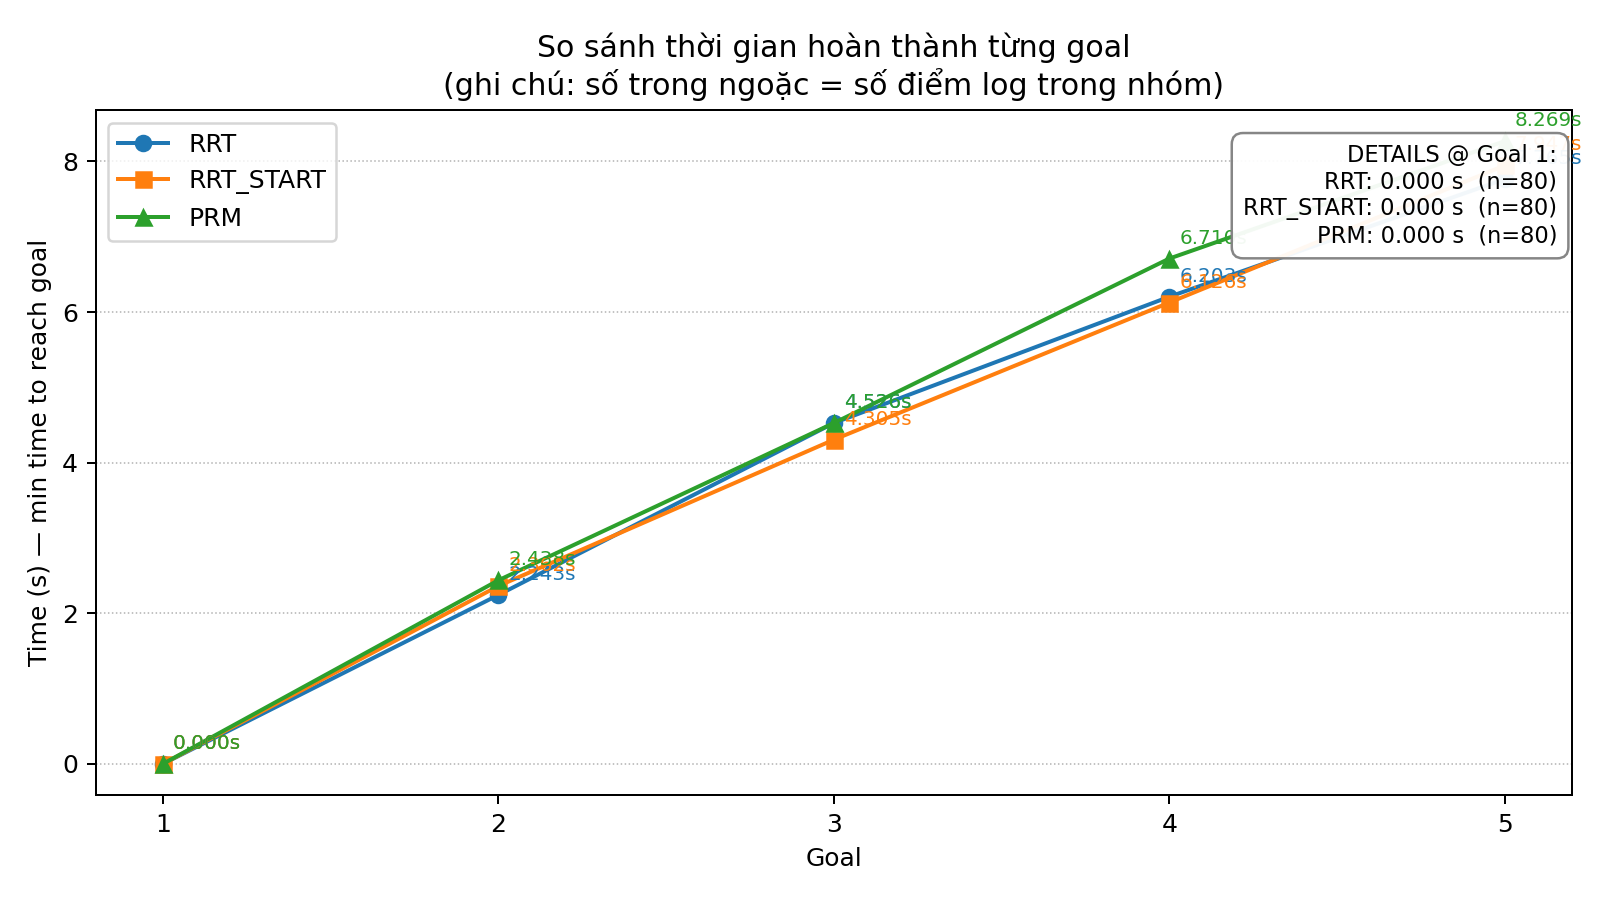 So sánh thời gian hoàn thành từng goal
(ghi chú: số trong ngoặc = số điểm log trong nhóm)
RRT
RRT_START
PRM
DETAILS @ Goal 1:
RRT: 0.000 s (n=80)
RRT_START: 0.000 s (n=80)
PRM: 0.000 s (n=80)
8.269s
6.710s
6.203s
6.126s
4.526s
4.305s
2.438s
2.243s
0.000s
Time (s) — min time to reach goal
8
6
4
2
0
1 2 3 4 5
Goal